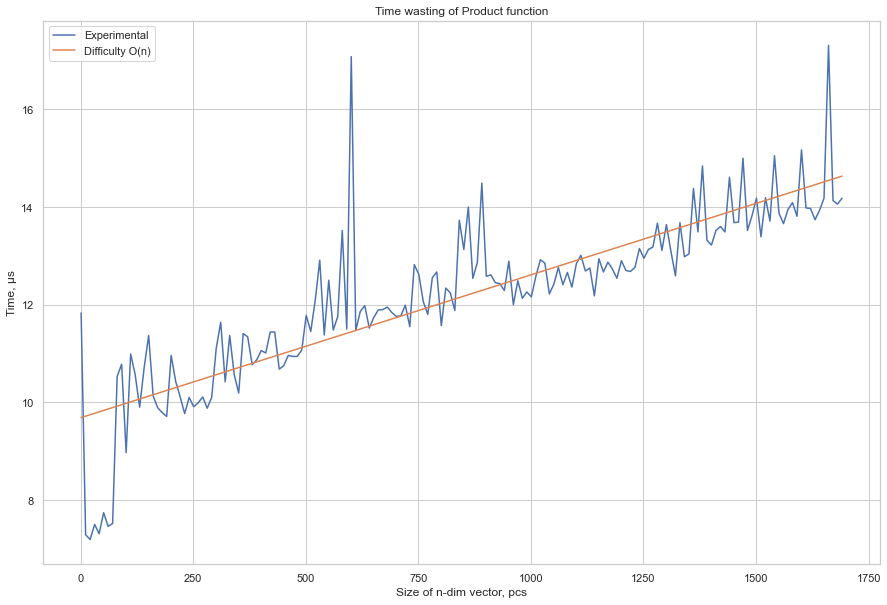 Time wasting of Product function
Experimental
Difficulty O(n)
Time, µs
16
14
12
10
8
0
250
500
750
1000
1250
1500
1750
Size of n-dim vector, pcs